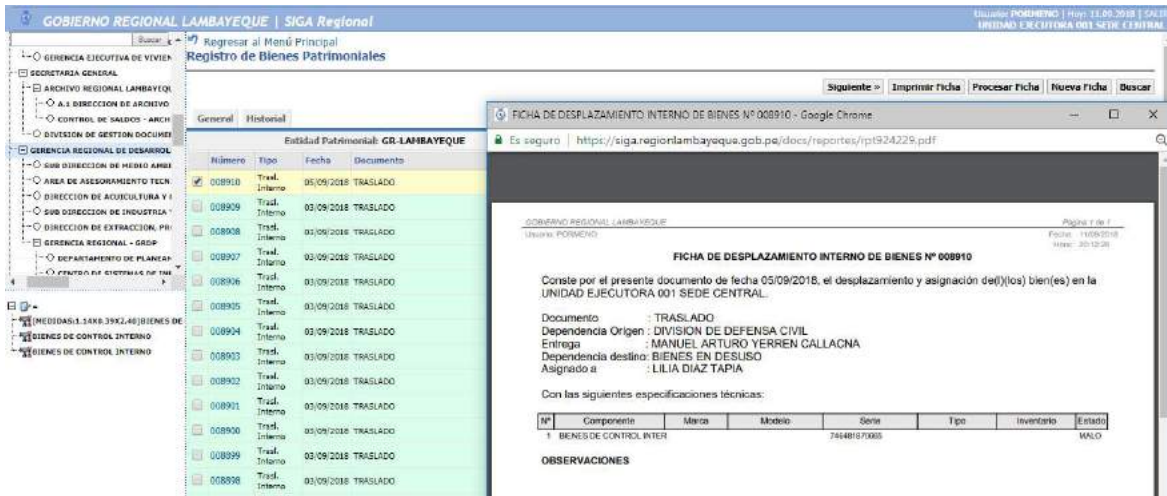 GOBIERNO REGIONAL LAMBAYEQUE | SIGA Regional
Usuario: PORMENO | Hoy: 11.09.2018 | SALIR
UNIDAD EJECUTORA 001 SEDE CENTRAL
Buscar
GERENCIA EJECUTIVA DE VIVIEN
SECRETARIA GENERAL
ARCHIVO REGIONAL LAMBAYEQU
A.1 DIRECCION DE ARCHIVO
CONTROL DE SALDOS - ARCH
DIVISION DE GESTION DOCUMEN
GERENCIA REGIONAL DE DESARROL
SUB DIRECCION DE MEDIO AMBI
AREA DE ASESORAMIENTO TECN
DIRECCION DE ACUICULTURA Y
SUB DIRECCION DE INDUSTRIA
DIRECCION DE EXTRACCION, PR
GERENCIA REGIONAL - GRDP
DEPARTAMENTO DE PLANEAM
CENTRO DE SISTEMAS DE INF
[MEDIDAS:1.14X0.39X2.40]BIENES DE
BIENES DE CONTROL INTERNO
BIENES DE CONTROL INTERNO
Regresar al Menú Principal
Registro de Bienes Patrimoniales
Siguiente » Imprimir Ficha Procesar Ficha Nueva Ficha Buscar
General Historial
Entidad Patrimonial: GR-LAMBAYEQUE
Número Tipo Fecha Documento
008910 Trasl. Interno 05/09/2018 TRASLADO
008909 Trasl. Interno 03/09/2018 TRASLADO
008908 Trasl. Interno 03/09/2018 TRASLADO
008907 Trasl. Interno 03/09/2018 TRASLADO
008906 Trasl. Interno 03/09/2018 TRASLADO
008905 Trasl. Interno 03/09/2018 TRASLADO
008904 Trasl. Interno 03/09/2018 TRASLADO
008903 Trasl. Interno 03/09/2018 TRASLADO
008902 Trasl. Interno 03/09/2018 TRASLADO
008901 Trasl. Interno 03/09/2018 TRASLADO
008900 Trasl. Interno 03/09/2018 TRASLADO
008899 Trasl. Interno 03/09/2018 TRASLADO
008898 Trasl. Interno 03/09/2018 TRASLADO
FICHA DE DESPLAZAMIENTO INTERNO DE BIENES Nº 008910 - Google Chrome
Es seguro | https://siga.regionlambayeque.gob.pe/docs/reportes/rpt924229.pdf
GOBIERNO REGIONAL LAMBAYEQUE
Página 1 de 1
Usuario: PORMENO
Fecha: 11/09/2018
Hora: 20:12:26
FICHA DE DESPLAZAMIENTO INTERNO DE BIENES Nº 008910
Conste por el presente documento de fecha 05/09/2018, el desplazamiento y asignación de(l)(los) bien(es) en la
UNIDAD EJECUTORA 001 SEDE CENTRAL.
Documento : TRASLADO
Dependencia Origen : DIVISION DE DEFENSA CIVIL
Entrega : MANUEL ARTURO YERREN CALLACNA
Dependencia destino: BIENES EN DESUSO
Asignado a : LILIA DIAZ TAPIA
Con las siguientes especificaciones técnicas:
Nº Componente Marca Modelo Serie Tipo Inventario Estado
1 BIENES DE CONTROL INTER 746481870065 MALO
OBSERVACIONES